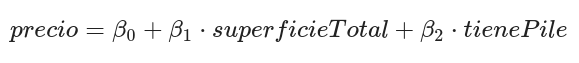 precio = β₀ + β₁ · superficieTotal + β₂ · tienePile